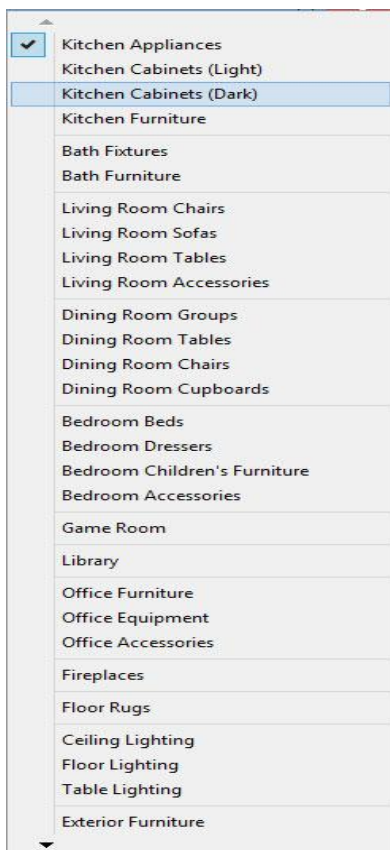 Kitchen Appliances
Kitchen Cabinets (Light)
Kitchen Cabinets (Dark)
Kitchen Furniture
Bath Fixtures
Bath Furniture
Living Room Chairs
Living Room Sofas
Living Room Tables
Living Room Accessories
Dining Room Groups
Dining Room Tables
Dining Room Chairs
Dining Room Cupboards
Bedroom Beds
Bedroom Dressers
Bedroom Children's Furniture
Bedroom Accessories
Game Room
Library
Office Furniture
Office Equipment
Office Accessories
Fireplaces
Floor Rugs
Ceiling Lighting
Floor Lighting
Table Lighting
Exterior Furniture